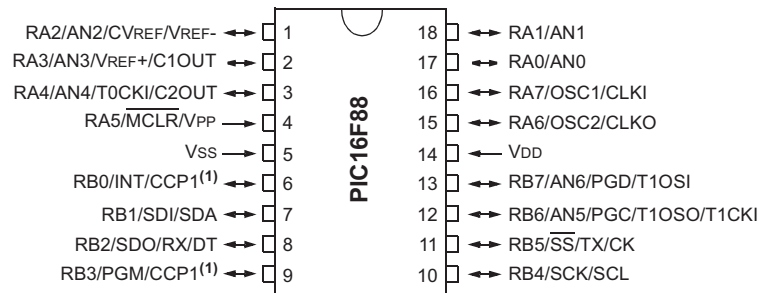 RA2/AN2/CVREF/VREF- 1 18 RA1/AN1
RA3/AN3/VREF+/C1OUT 2 17 RA0/AN0
RA4/AN4/T0CKI/C2OUT 3 16 RA7/OSC1/CLKI
RA5/MCLR/VPP 4 15 RA6/OSC2/CLKO
VSS 5 14 VDD
RB0/INT/CCP1(1) 6 13 RB7/AN6/PGD/T1OSI
RB1/SDI/SDA 7 12 RB6/AN5/PGC/T1OSO/T1CKI
RB2/SDO/RX/DT 8 11 RB5/SS/TX/CK
RB3/PGM/CCP1(1) 9 10 RB4/SCK/SCL
PIC16F88